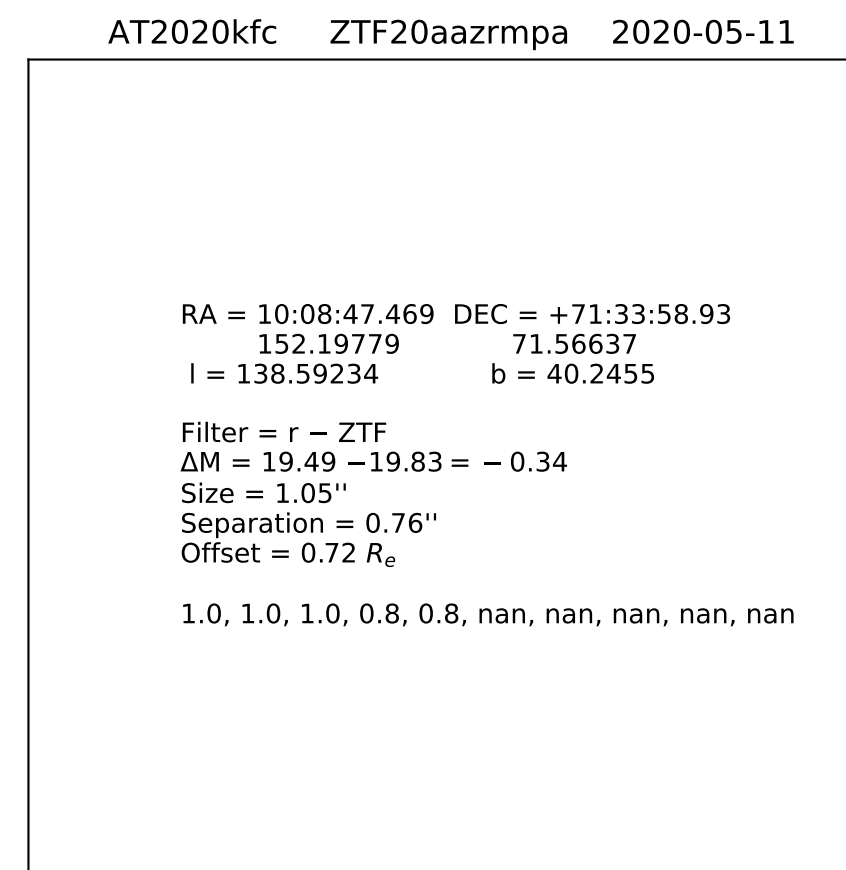 AT2020kfc ZTF20aazrmpa 2020-05-11
RA = 10:08:47.469 DEC = +71:33:58.93
152.19779 71.56637
l = 138.59234 b = 40.2455
Filter = r − ZTF
ΔM = 19.49 −19.83 = − 0.34
Size = 1.05''
Separation = 0.76''
Offset = 0.72 Rₑ
1.0, 1.0, 1.0, 0.8, 0.8, nan, nan, nan, nan, nan